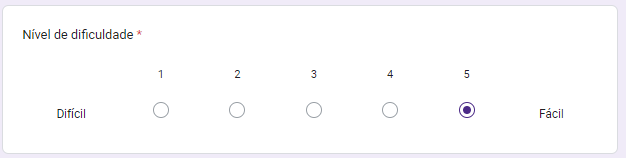 Nível de dificuldade *
1 2 3 4 5
Difícil Fácil